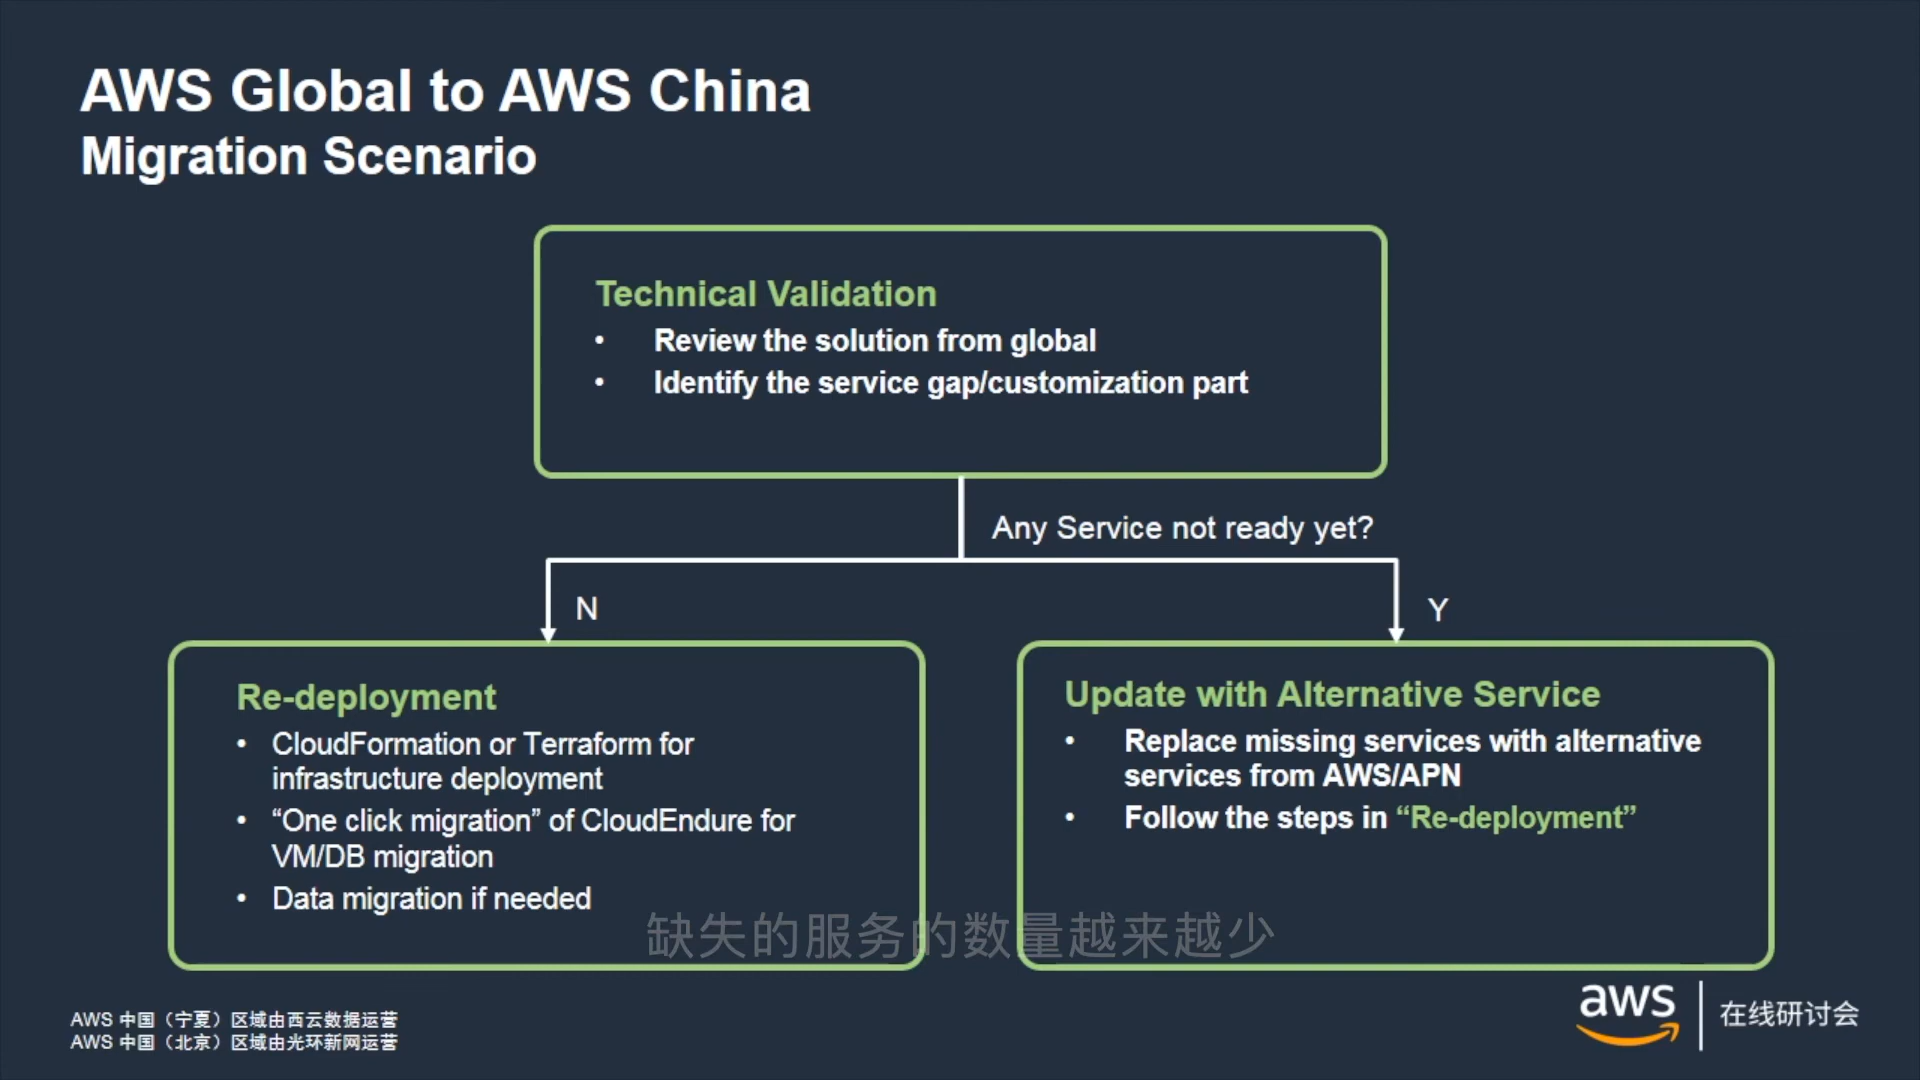 AWS Global to AWS China
Migration Scenario
Technical Validation
• Review the solution from global
• Identify the service gap/customization part
Any Service not ready yet?
N
Y
Re-deployment
• CloudFormation or Terraform for
infrastructure deployment
• “One click migration” of CloudEndure for
VM/DB migration
• Data migration if needed
Update with Alternative Service
• Replace missing services with alternative
services from AWS/APN
• Follow the steps in “Re-deployment”
缺失的服务的数量越来越少
AWS 中国（宁夏）区域由西云数据运营
AWS 中国（北京）区域由光环新网运营
aws
在线研讨会